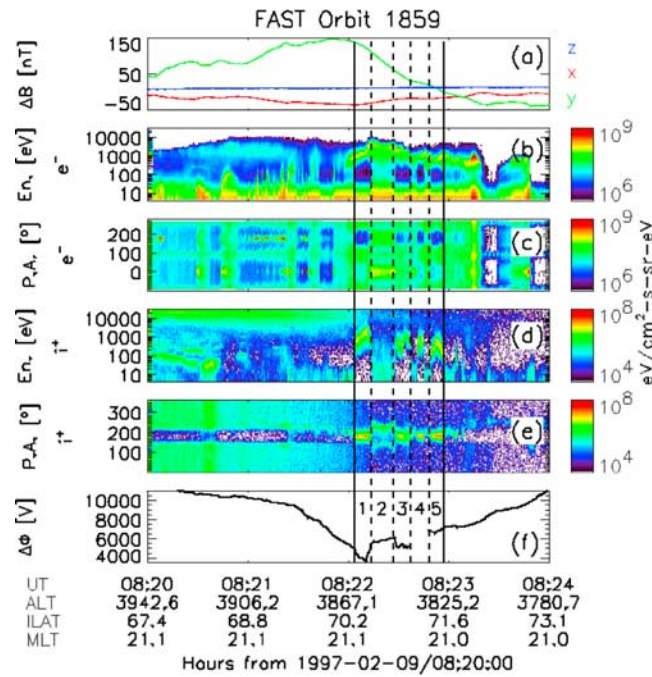 FAST Orbit 1859
ΔB [nT]
150
50
-50
(a)
z
x
y
En. [eV]
e⁻
10000
1000
100
10
(b)
10⁹
10⁶
P.A. [°]
e⁻
200
100
0
(c)
10⁹
10⁶
En. [eV]
i⁺
10000
1000
100
10
(d)
10⁸
10⁴
P.A. [°]
i⁺
300
200
100
0
(e)
10⁸
10⁴
eV/cm²-s-sr-eV
ΔΦ [V]
10000
8000
6000
4000
1 2 3 4 5
(f)
UT 08:20 08:21 08:22 08:23 08:24
ALT 3942.6 3906.2 3867.1 3825.2 3780.7
ILAT 67.4 68.8 70.2 71.6 73.1
MLT 21.1 21.1 21.1 21.0 21.0
Hours from 1997-02-09/08:20:00